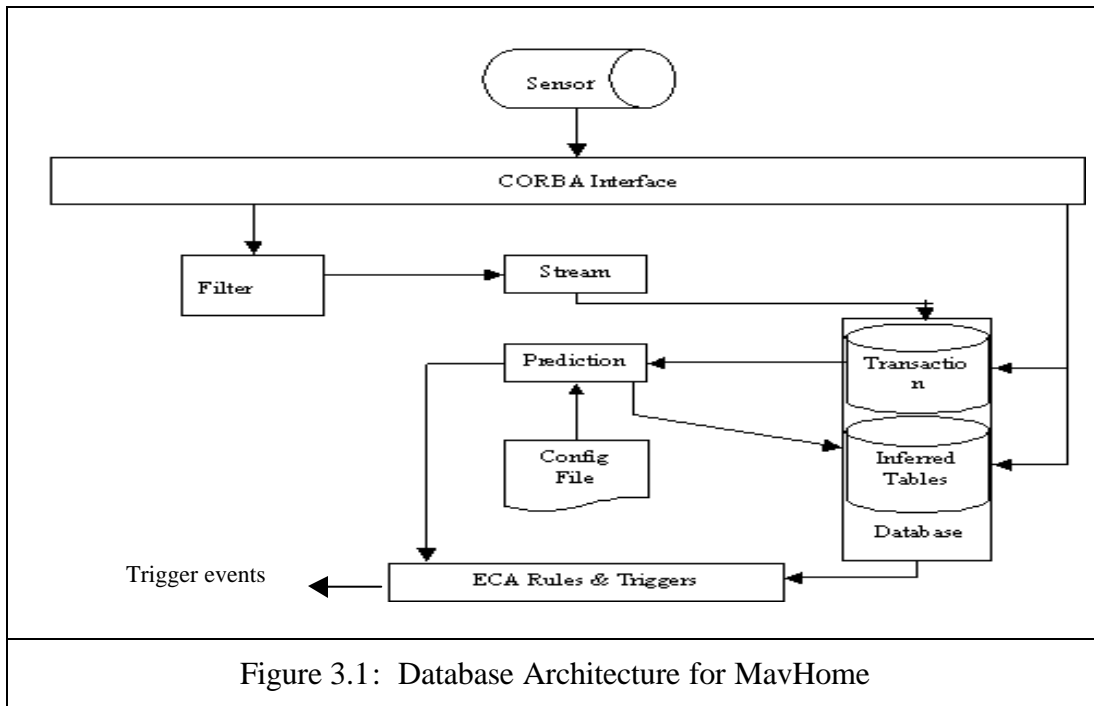 Sensor
CORBA Interface
Filter
Stream
Prediction
Transactio
n
Config
File
Inferred
Tables
Database
Trigger events
ECA Rules & Triggers
Figure 3.1: Database Architecture for MavHome